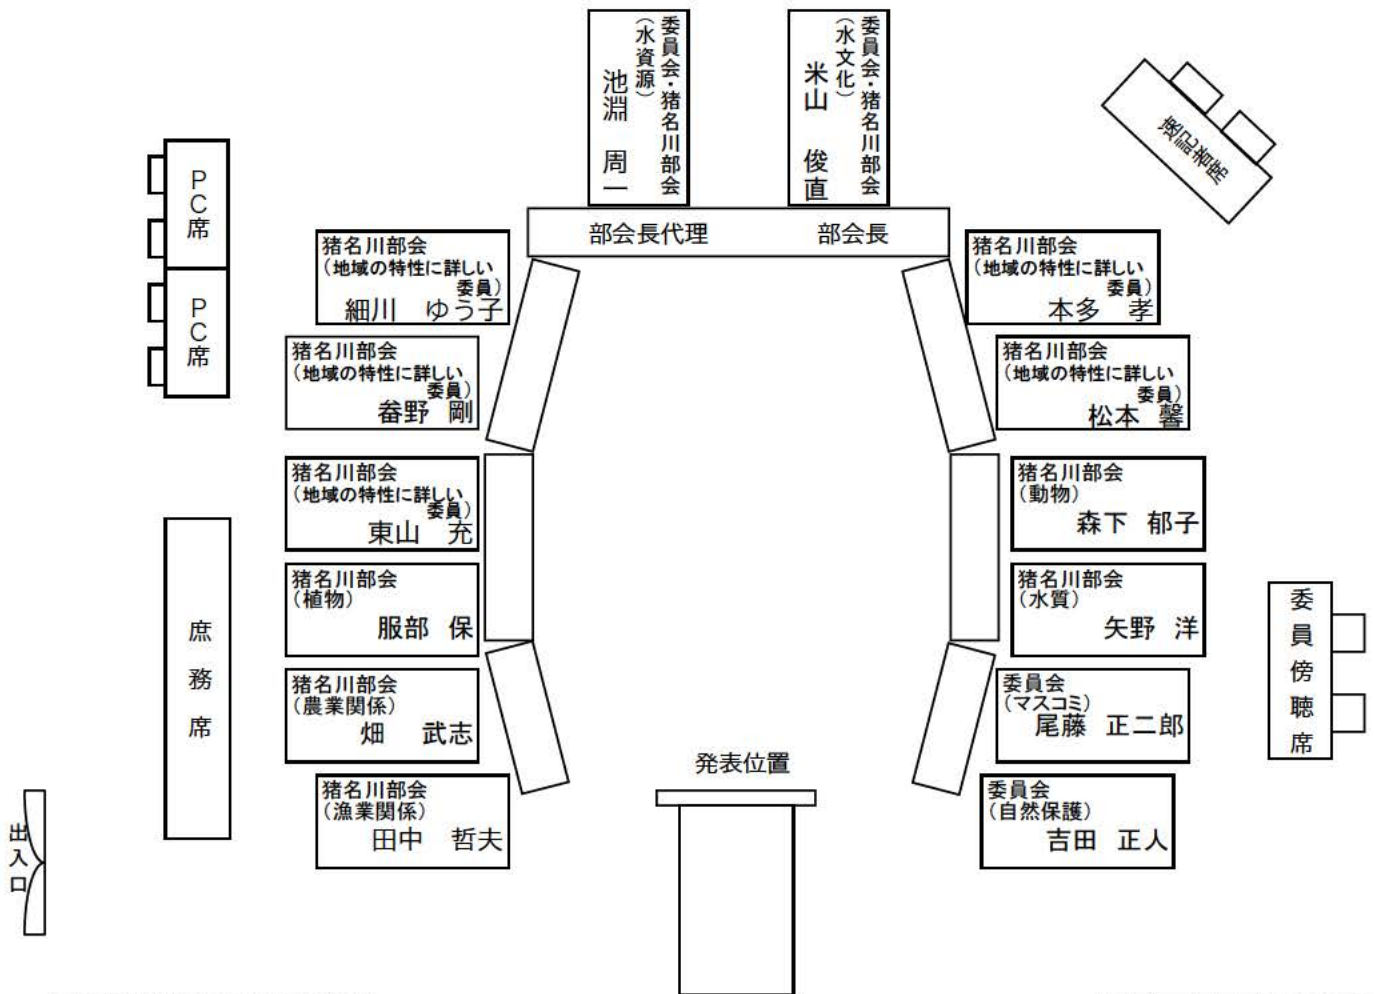 委員会・猪名川部会
（水資源）
池淵 周一
委員会・猪名川部会
（水文化）
米山 俊直
速記者席
部会長代理
部会長
PC席
PC席
猪名川部会
（地域の特性に詳しい
委員）
細川 ゆう子
猪名川部会
（地域の特性に詳しい
委員）
畚野 剛
猪名川部会
（地域の特性に詳しい
委員）
東山 充
猪名川部会
（植物）
服部 保
猪名川部会
（農業関係）
畑 武志
猪名川部会
（漁業関係）
田中 哲夫
猪名川部会
（地域の特性に詳しい
委員）
本多 孝
猪名川部会
（地域の特性に詳しい
委員）
松本 馨
猪名川部会
（動物）
森下 郁子
猪名川部会
（水質）
矢野 洋
委員会
（マスコミ）
尾藤 正二郎
委員会
（自然保護）
吉田 正人
庶務席
委員傍聴席
発表位置
出入口